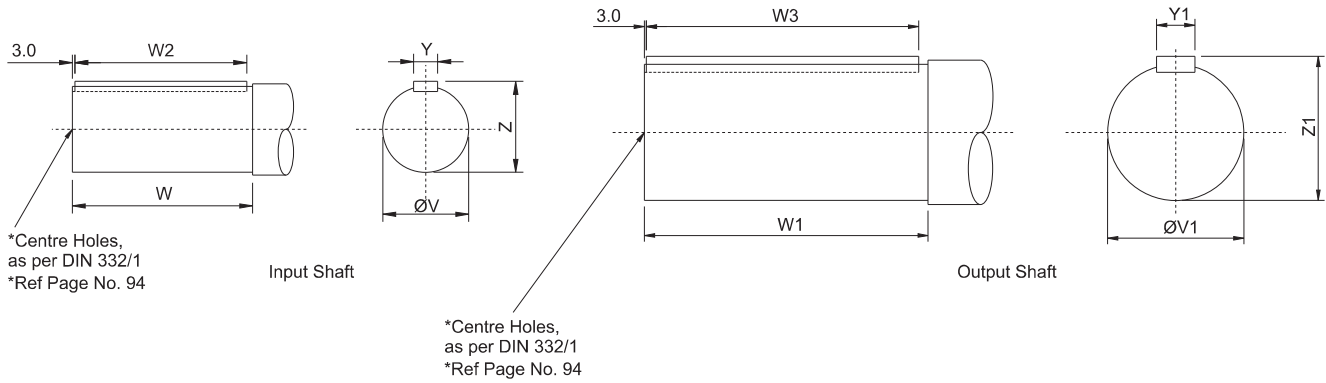 3.0
W2
Y
Z
W
ØV
*Centre Holes,
as per DIN 332/1
*Ref Page No. 94
Input Shaft
3.0
W3
Y1
Z1
W1
ØV1
*Centre Holes,
as per DIN 332/1
*Ref Page No. 94
Output Shaft